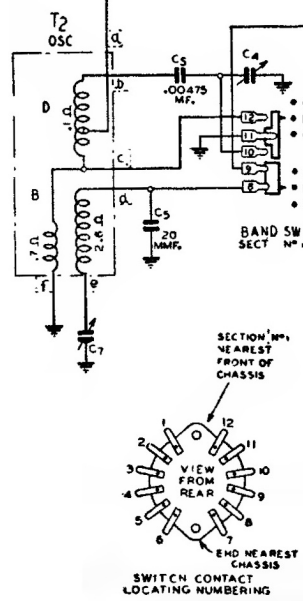 T2
OSC
a
D
.1 Ω
b
C5
.00475
MF.
C4
12
11
10
9
8
c
B
d
.7 Ω
2.6 Ω
C5
20
MMF.
BAND SW
SECT Nº
f
e
C7
SECTION Nº 1
NEAREST
FRONT OF
CHASSIS
1
12
2
11
3
10
4
9
5
8
6
7
VIEW
FROM
REAR
END NEAREST
CHASSIS
SWITCH CONTACT
LOCATING NUMBERING